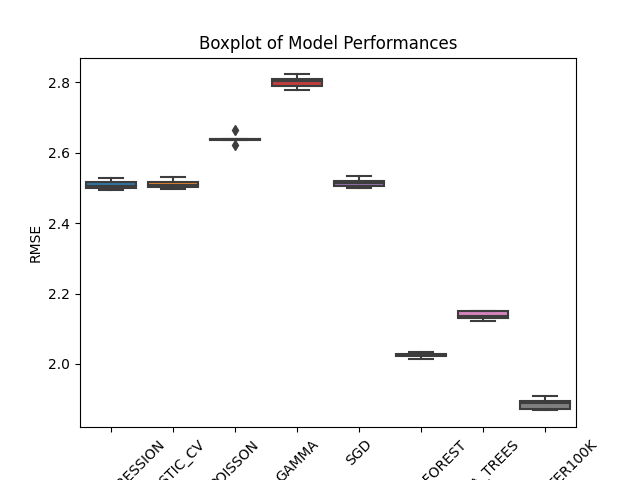 Boxplot of Model Performances
RMSE
2.8
2.6
2.4
2.2
2.0
RESSION
STIC_CV
OISSON
GAMMA
SGD
FOREST
_TREES
ER100K